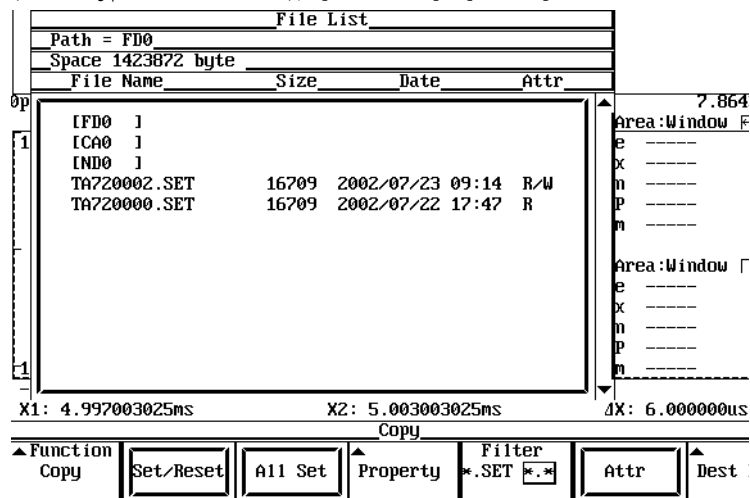 File List
Path = FD0
Space 1423872 byte
File Name Size Date Attr
7.864
[FD0 ]
[CA0 ]
[ND0 ]
TA720002.SET 16709 2002/07/23 09:14 R/W
TA720000.SET 16709 2002/07/22 17:47 R
Area:Window
e -----
x -----
n -----
P -----
m -----
Area:Window
e -----
x -----
n -----
P -----
m -----
X1: 4.997003025ms X2: 5.003003025ms ΔX: 6.000000us
Copy
Function
Copy
Set/Reset
All Set
Property
Filter
*.SET *.*
Attr
Dest